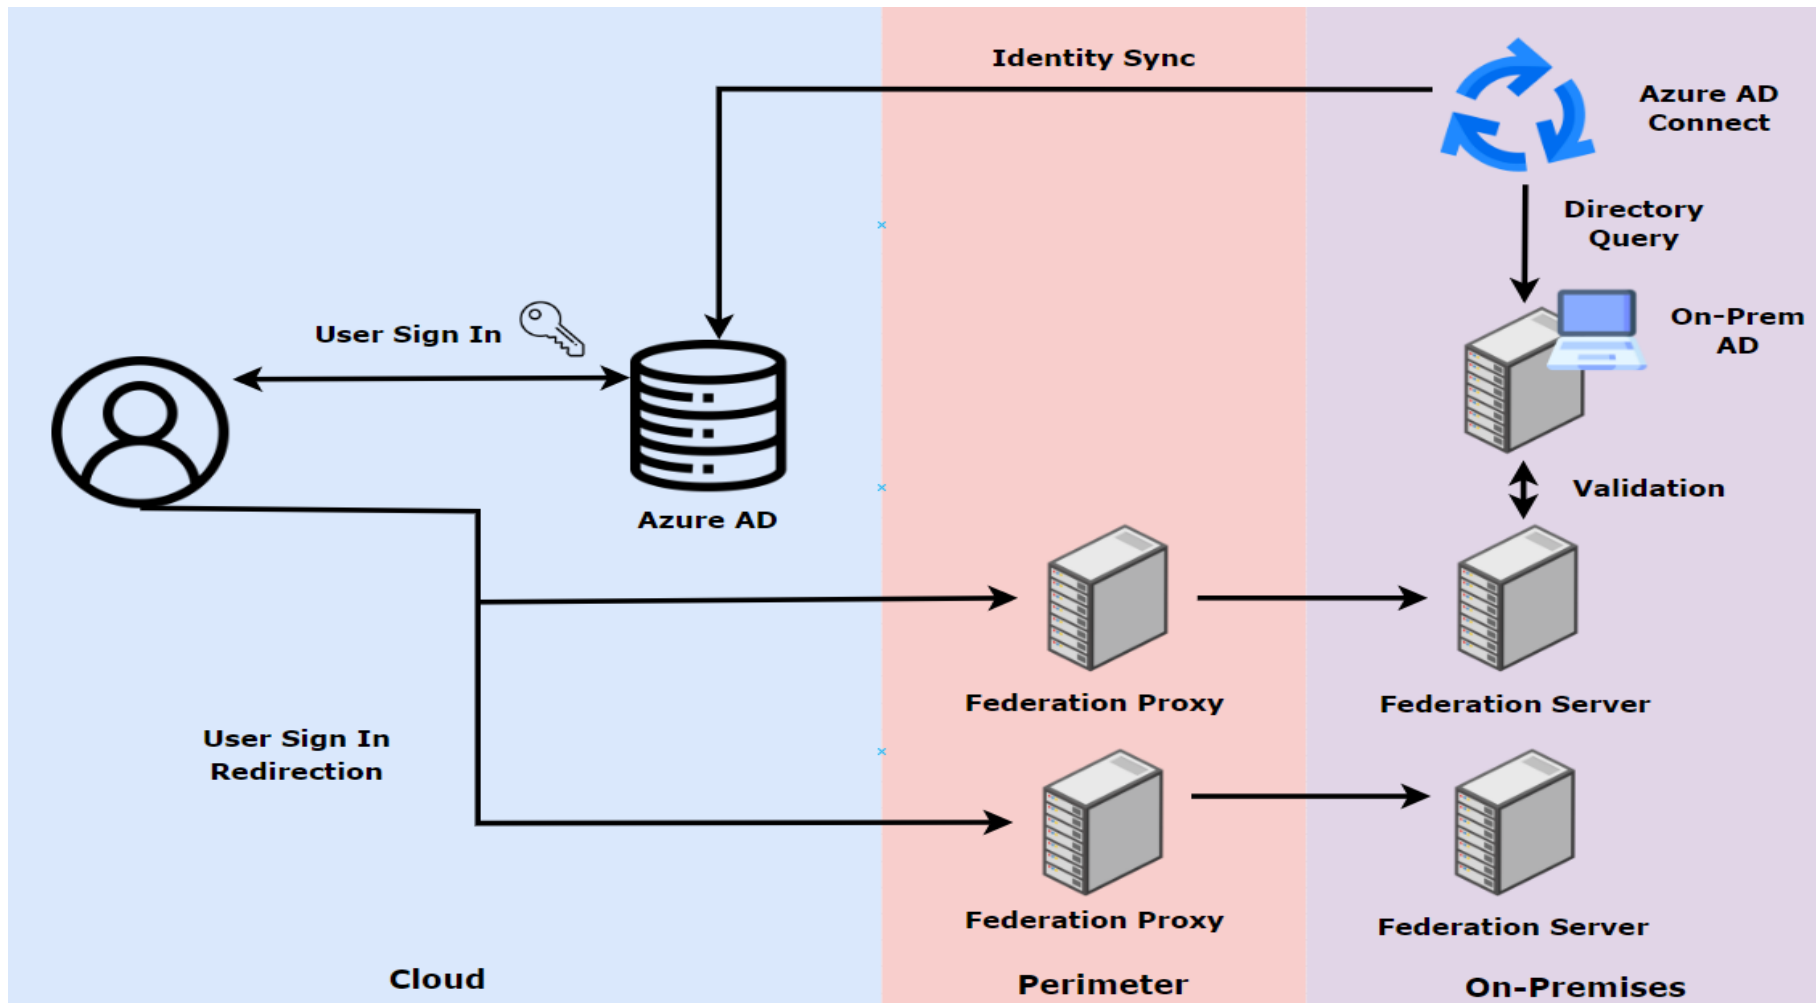 Identity Sync
Azure AD
Connect
Directory
Query
User Sign In
On-Prem
AD
Validation
Azure AD
Federation Proxy
Federation Server
User Sign In
Redirection
Federation Proxy
Federation Server
Cloud
Perimeter
On-Premises